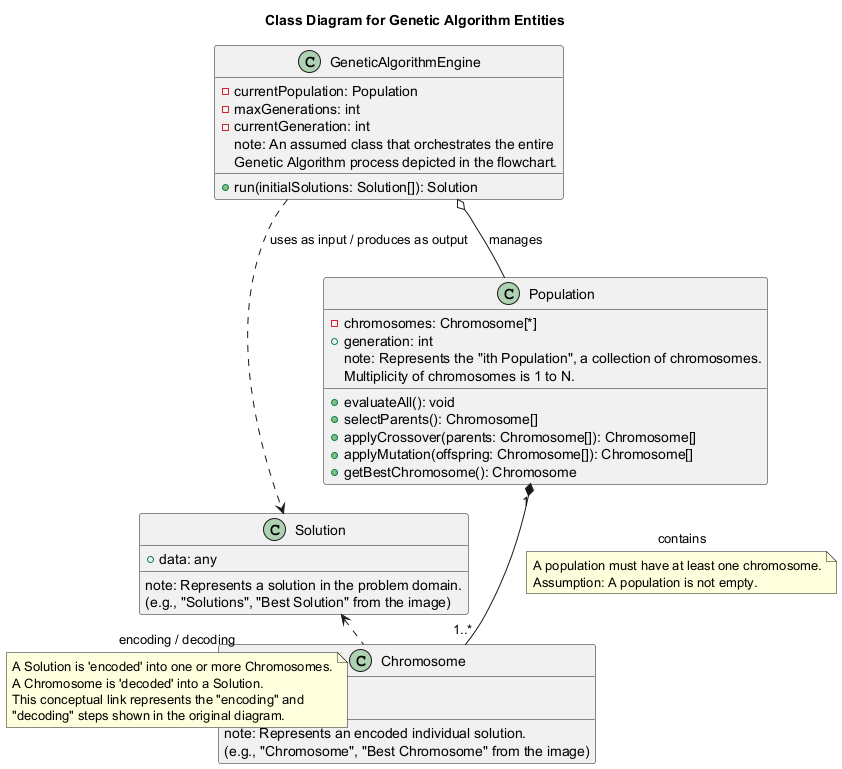 Class Diagram for Genetic Algorithm Entities
C GeneticAlgorithmEngine
currentPopulation: Population
maxGenerations: int
currentGeneration: int
note: An assumed class that orchestrates the entire
Genetic Algorithm process depicted in the flowchart.
run(initialSolutions: Solution[]): Solution
uses as input / produces as output
manages
C Population
chromosomes: Chromosome[*]
generation: int
note: Represents the "ith Population", a collection of chromosomes.
Multiplicity of chromosomes is 1 to N.
evaluateAll(): void
selectParents(): Chromosome[]
applyCrossover(parents: Chromosome[]): Chromosome[]
applyMutation(offspring: Chromosome[]): Chromosome[]
getBestChromosome(): Chromosome
1
contains
A population must have at least one chromosome.
Assumption: A population is not empty.
C Solution
data: any
note: Represents a solution in the problem domain.
(e.g., "Solutions", "Best Solution" from the image)
1..*
encoding / decoding
A Solution is 'encoded' into one or more Chromosomes.
A Chromosome is 'decoded' into a Solution.
This conceptual link represents the "encoding" and
"decoding" steps shown in the original diagram.
C Chromosome
note: Represents an encoded individual solution.
(e.g., "Chromosome", "Best Chromosome" from the image)